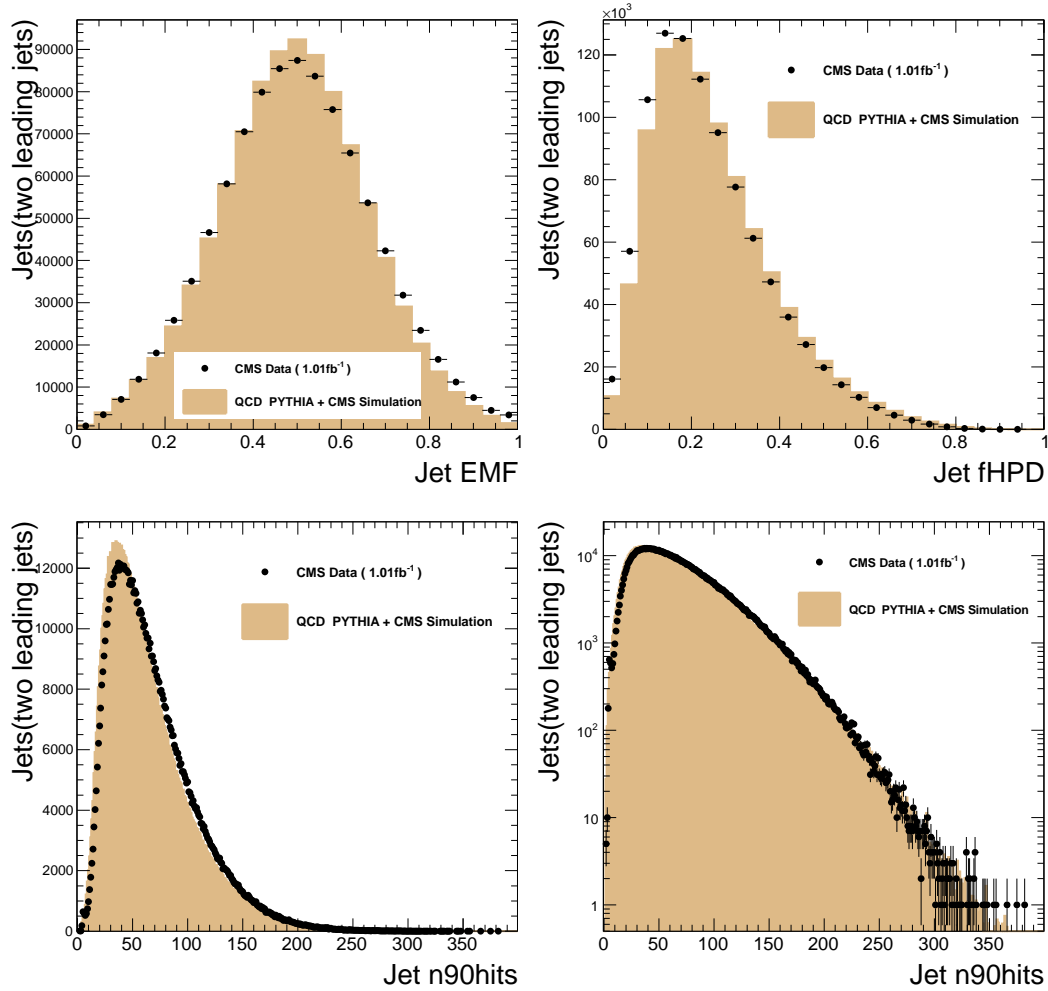 Jets(two leading jets)
90000
80000
70000
60000
50000
40000
30000
20000
10000
0
CMS Data ( 1.01fb⁻¹)
QCD PYTHIA + CMS Simulation
0 0.2 0.4 0.6 0.8 1
Jet EMF
×10³
Jets(two leading jets)
120
100
80
60
40
20
0
CMS Data ( 1.01fb⁻¹)
QCD PYTHIA + CMS Simulation
0 0.2 0.4 0.6 0.8 1
Jet fHPD
Jets(two leading jets)
12000
10000
8000
6000
4000
2000
0
CMS Data ( 1.01fb⁻¹)
QCD PYTHIA + CMS Simulation
0 50 100 150 200 250 300 350
Jet n90hits
Jets(two leading jets)
10⁴
10³
10²
10
1
CMS Data ( 1.01fb⁻¹)
QCD PYTHIA + CMS Simulation
0 50 100 150 200 250 300 350
Jet n90hits